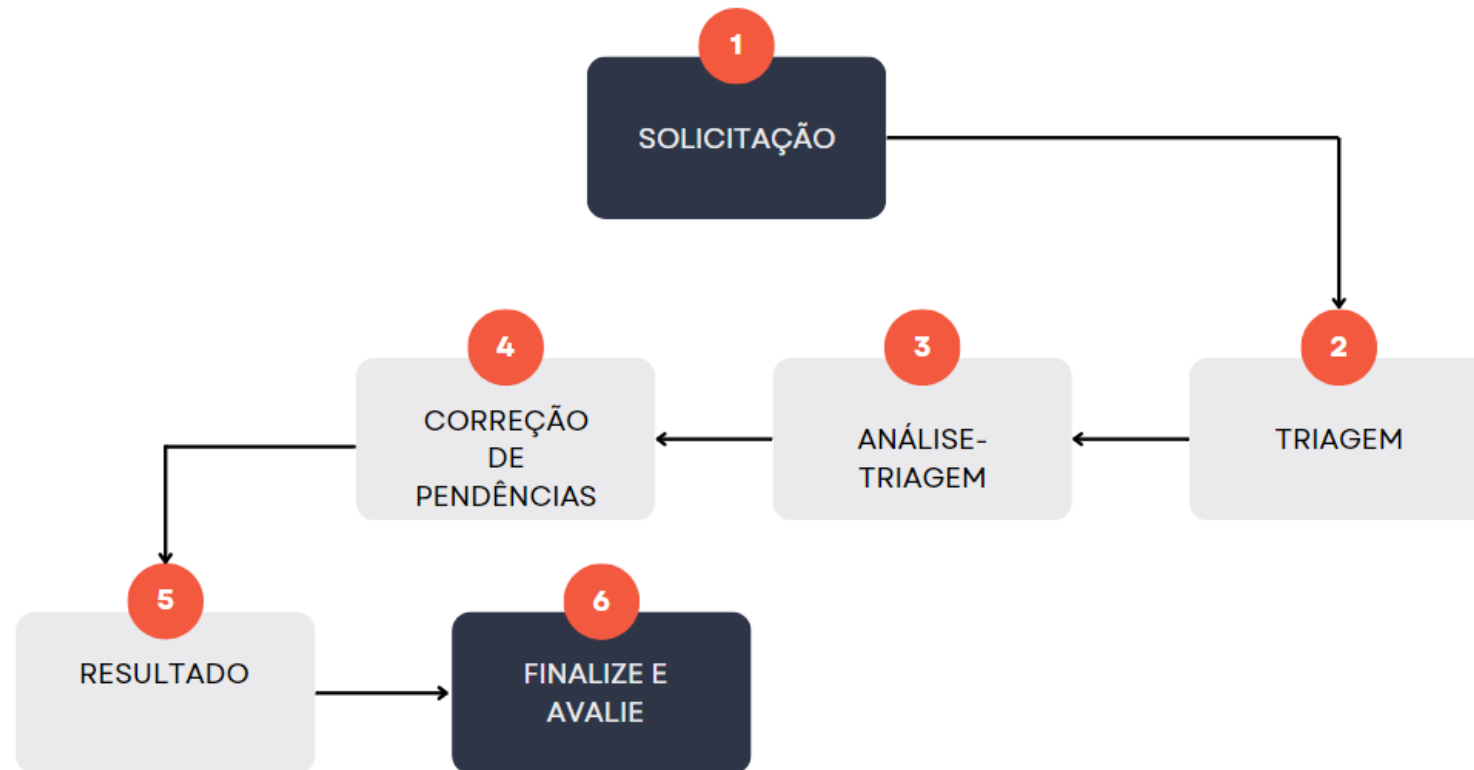 1
SOLICITAÇÃO
2
TRIAGEM
3
ANÁLISE-
TRIAGEM
4
CORREÇÃO
DE
PENDÊNCIAS
5
RESULTADO
6
FINALIZE E
AVALIE